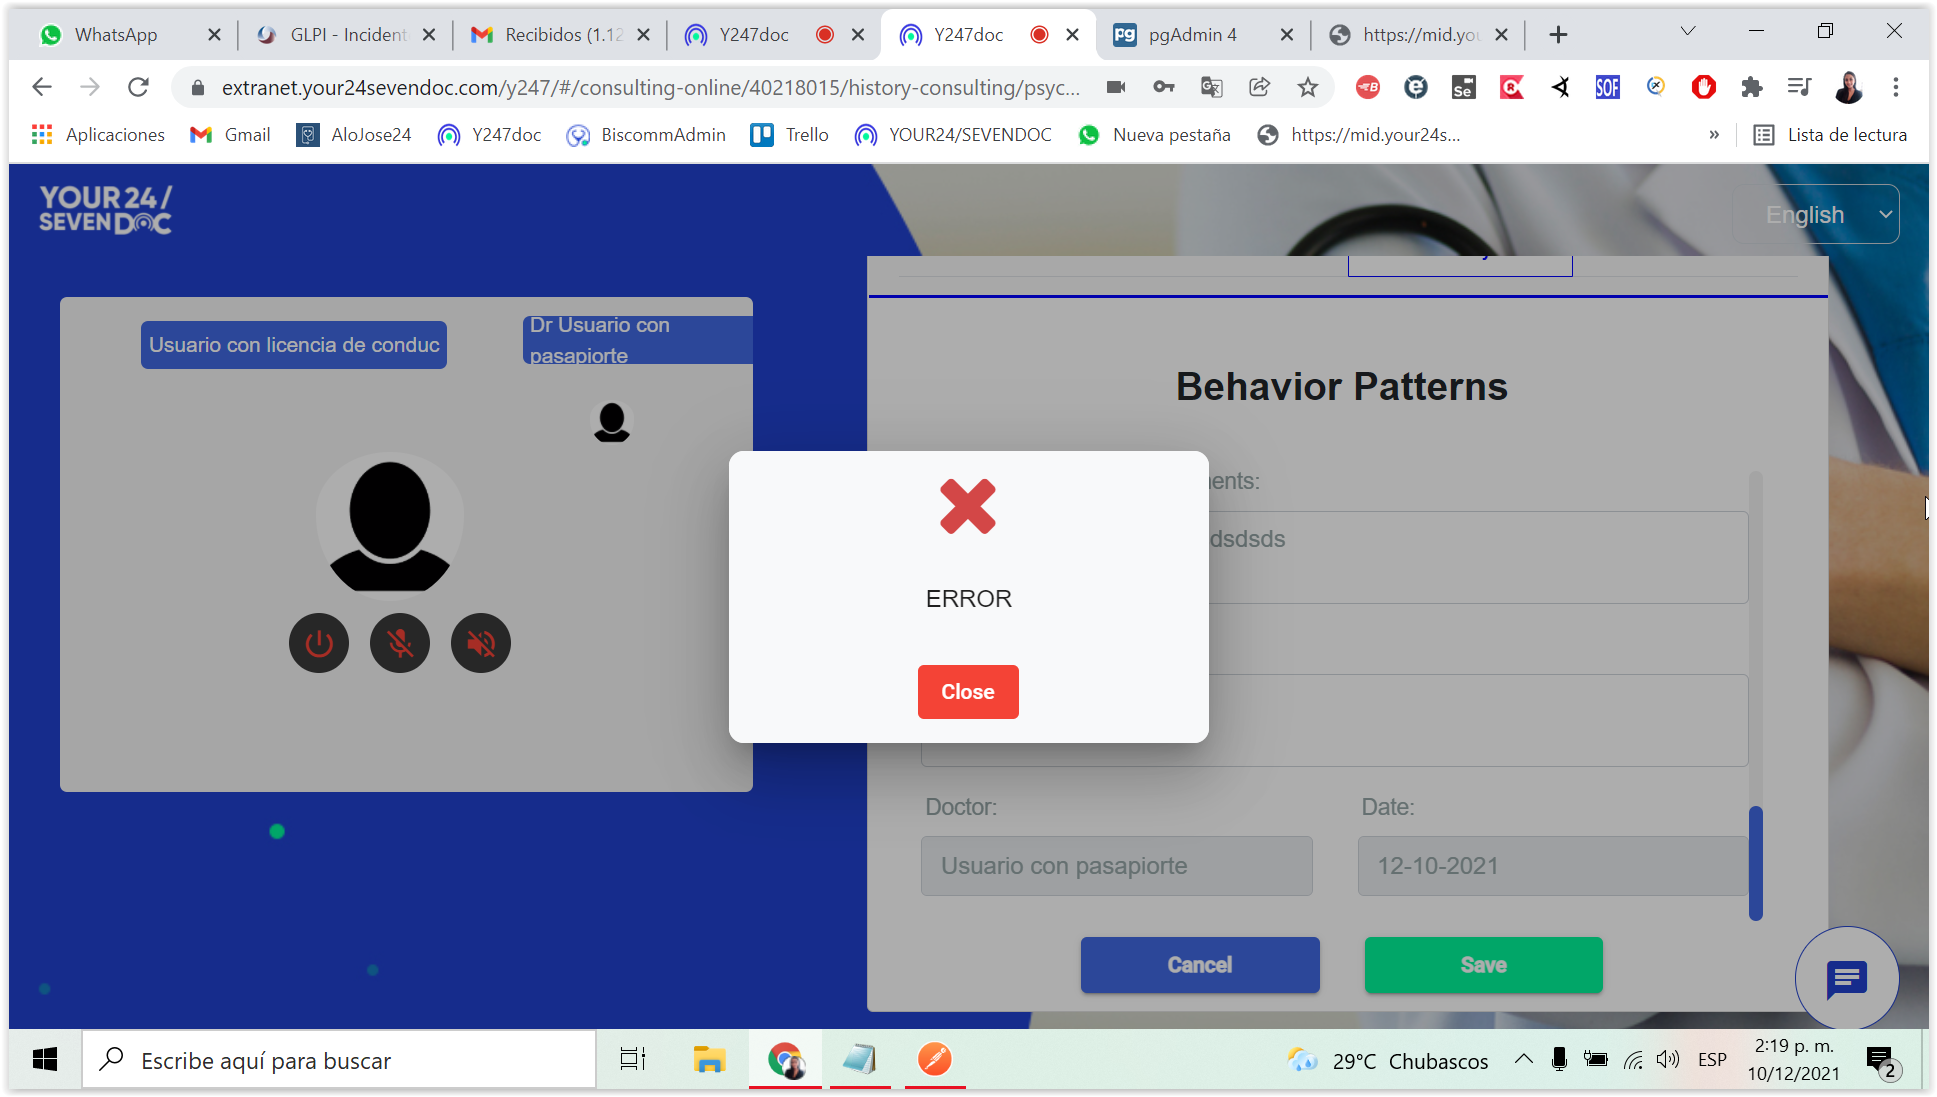 WhatsApp
GLPI - Incident
Recibidos (1.12
Y247doc
Y247doc
pgAdmin 4
https://mid.you
extranet.your24sevendoc.com/y247/#/consulting-online/40218015/history-consulting/psyc...
Aplicaciones
Gmail
AloJose24
Y247doc
BiscommAdmin
Trello
YOUR24/SEVENDOC
Nueva pestaña
https://mid.your24s...
»
Lista de lectura
YOUR 24 /
SEVENDOC
English
Usuario con licencia de conduc
Dr Usuario con
pasapiorte
Behavior Patterns
ents:
dsdsds
ERROR
Close
Doctor:
Date:
Usuario con pasapiorte
12-10-2021
Cancel
Save
Escribe aquí para buscar
29°C Chubascos
ESP
2:19 p. m.
10/12/2021
2